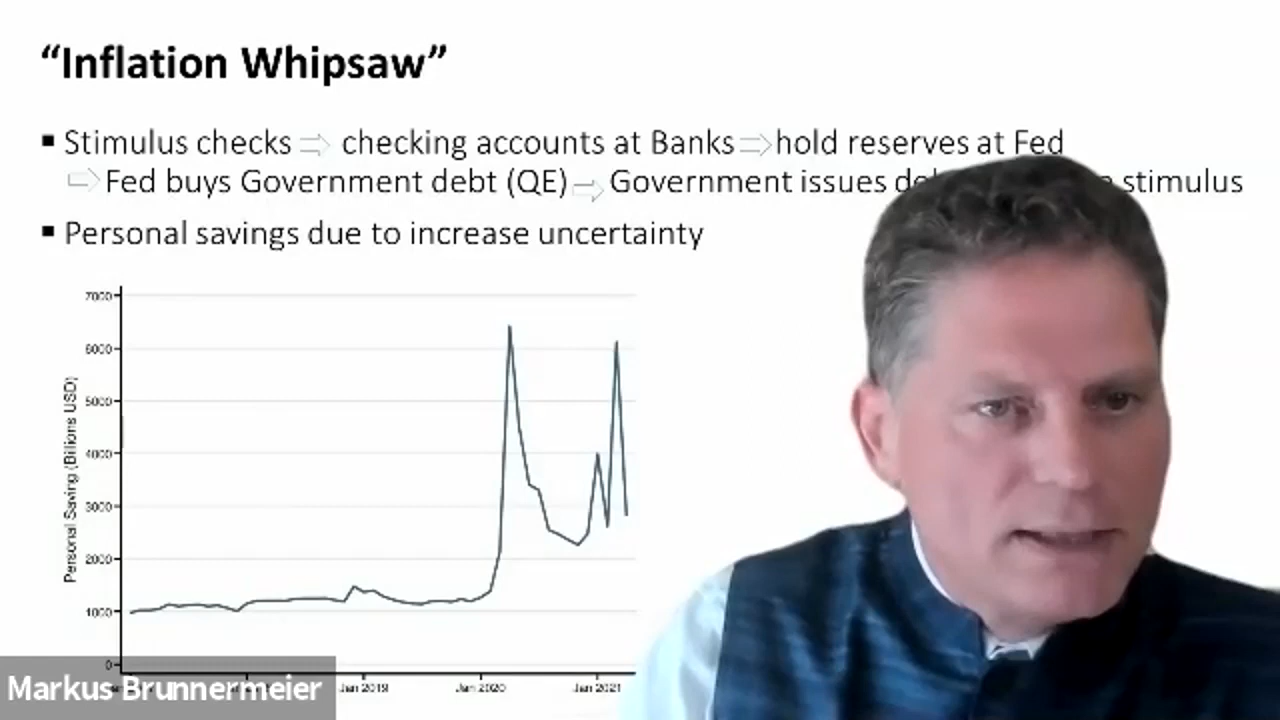 “Inflation Whipsaw”
▪ Stimulus checks ⇒ checking accounts at Banks ⇒ hold reserves at Fed
⇒ Fed buys Government debt (QE) ⇒ Government issues stimulus
▪ Personal savings due to increase uncertainty
7000
6000
5000
4000
3000
2000
1000
0
Personal Saving (Billions USD)
Jan 2019
Jan 2020
Jan 2021
Markus Brunnermeier